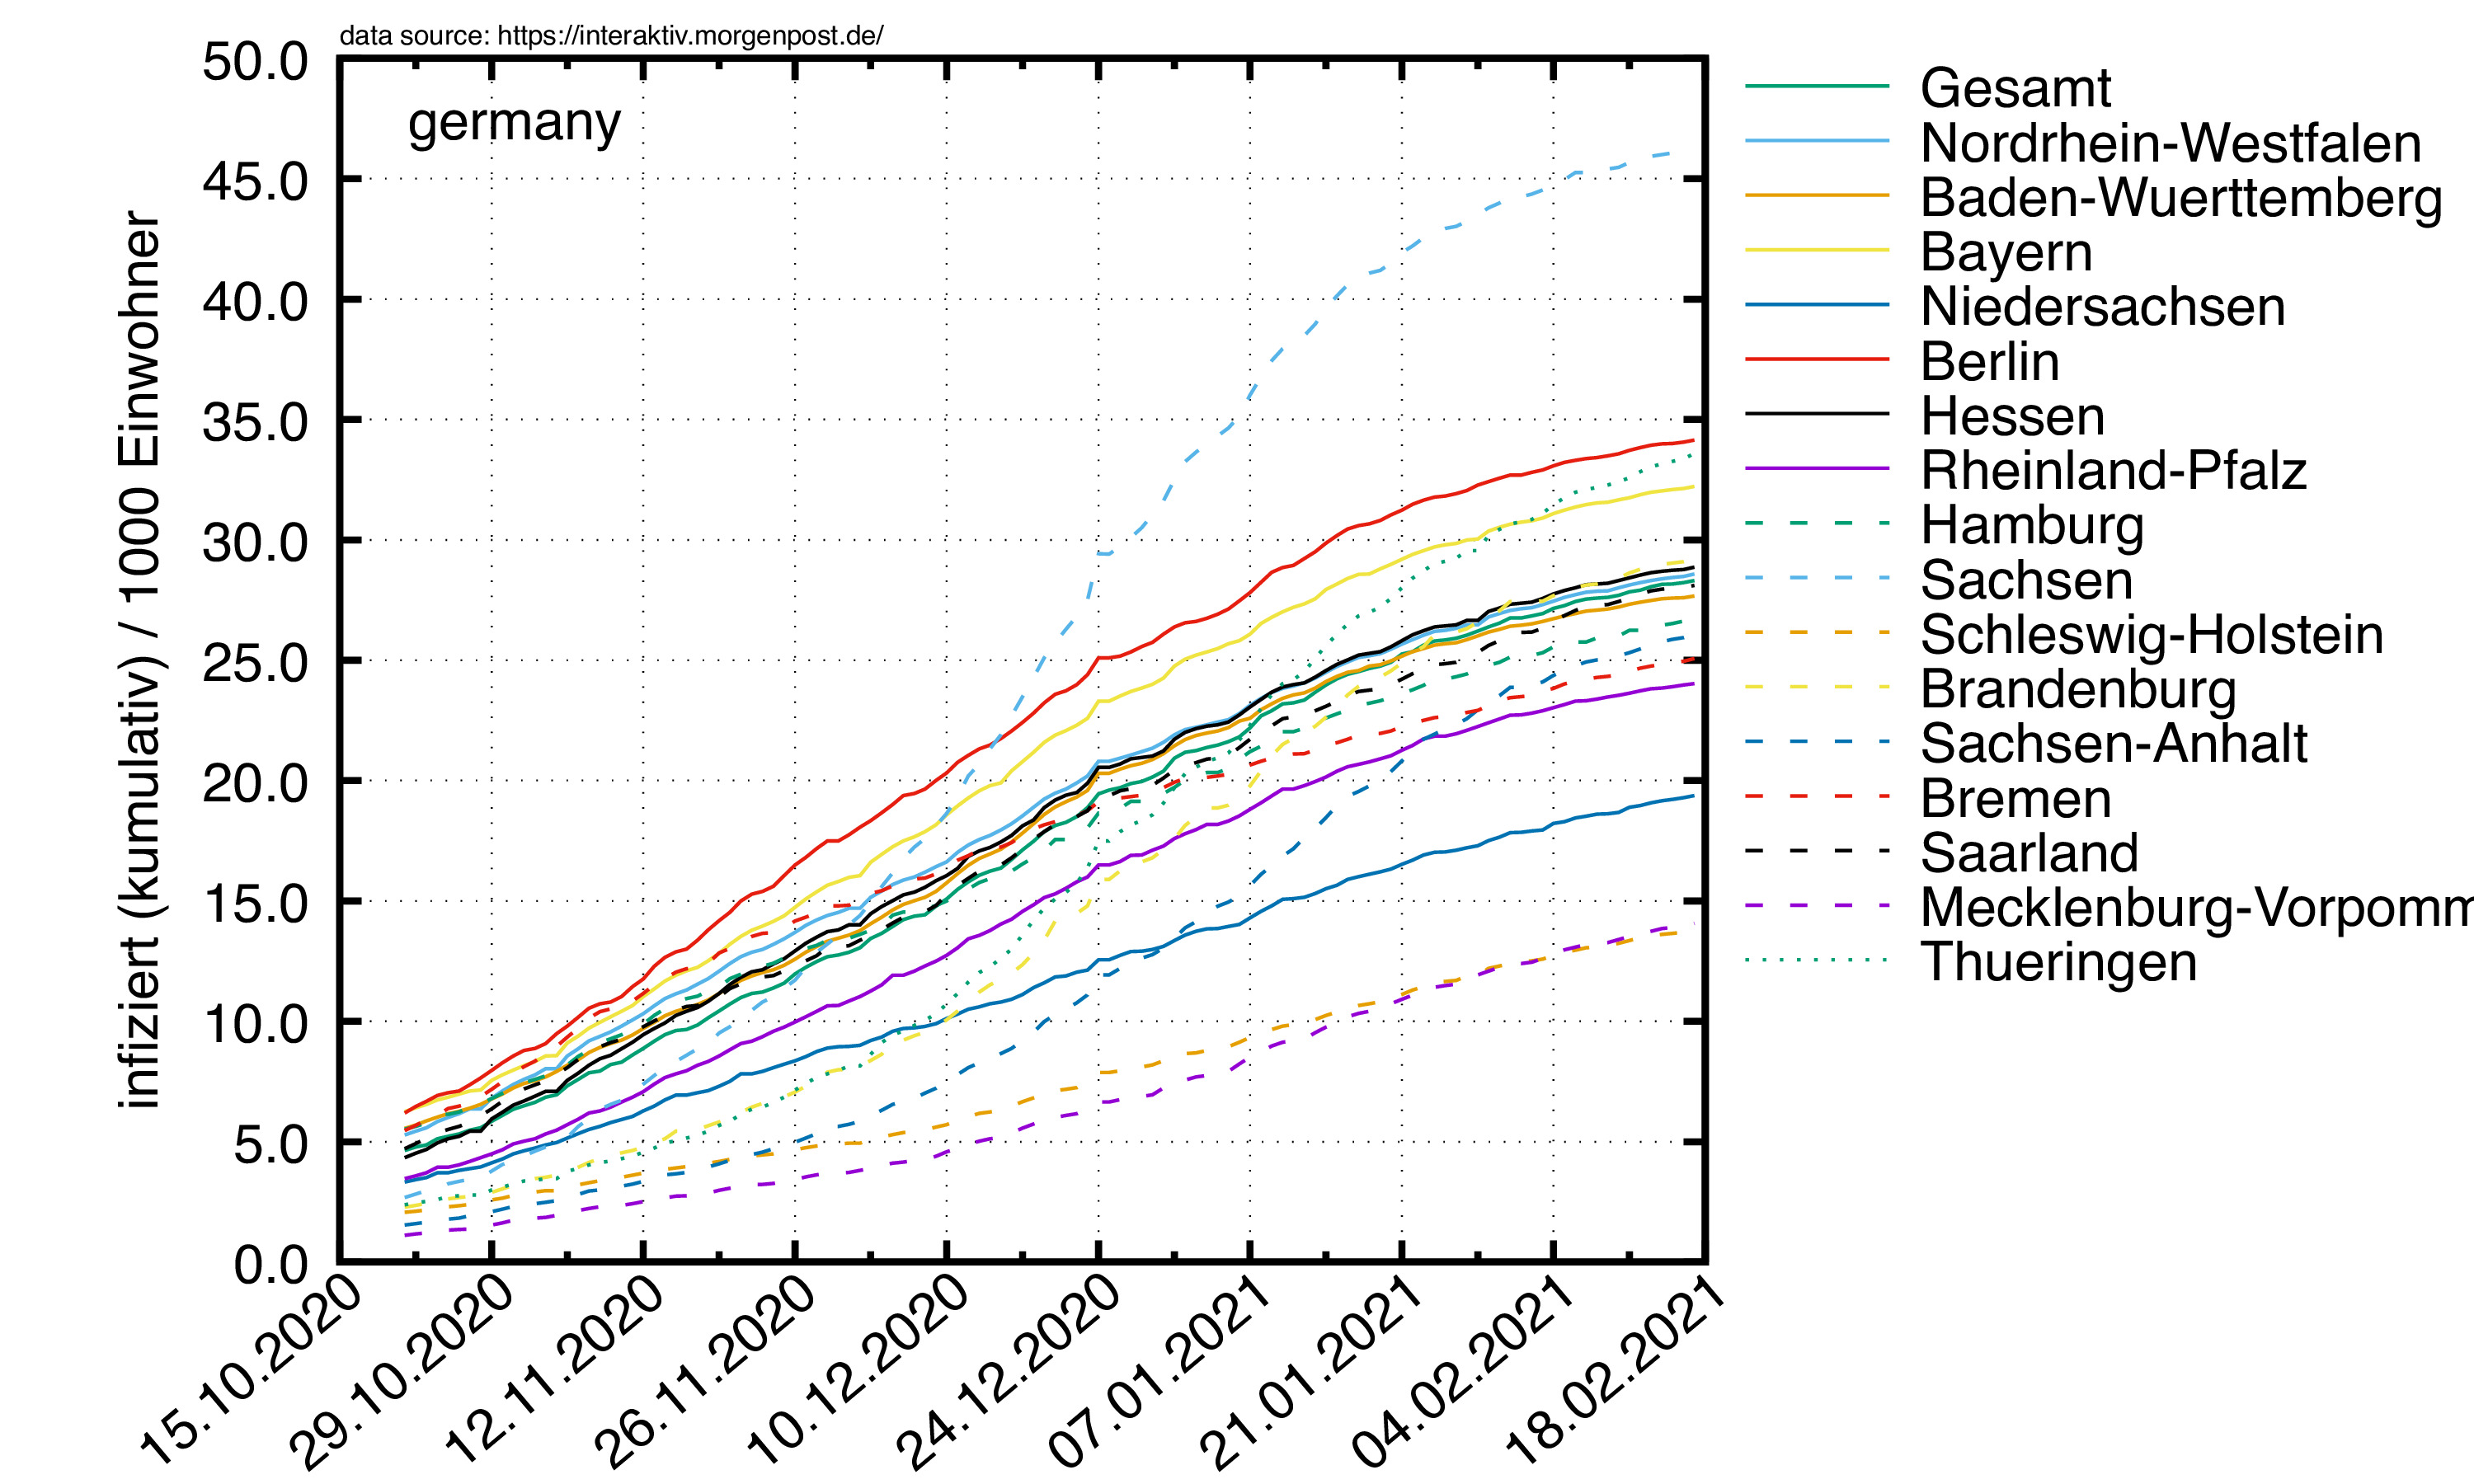 data source: https://interaktiv.morgenpost.de/
germany
infiziert (kumulativ) / 1000 Einwohner
50.0
45.0
40.0
35.0
30.0
25.0
20.0
15.0
10.0
5.0
0.0
15.10.2020
29.10.2020
12.11.2020
26.11.2020
10.12.2020
24.12.2020
07.01.2021
21.01.2021
04.02.2021
18.02.2021
Gesamt
Nordrhein-Westfalen
Baden-Wuerttemberg
Bayern
Niedersachsen
Berlin
Hessen
Rheinland-Pfalz
Hamburg
Sachsen
Schleswig-Holstein
Brandenburg
Sachsen-Anhalt
Bremen
Saarland
Mecklenburg-Vorpomm
Thueringen